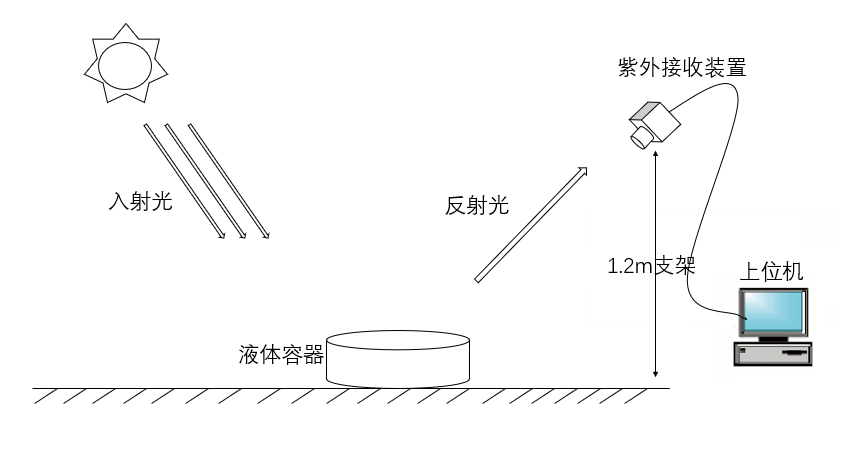 紫外接收装置
入射光
反射光
1.2m支架
上位机
液体容器